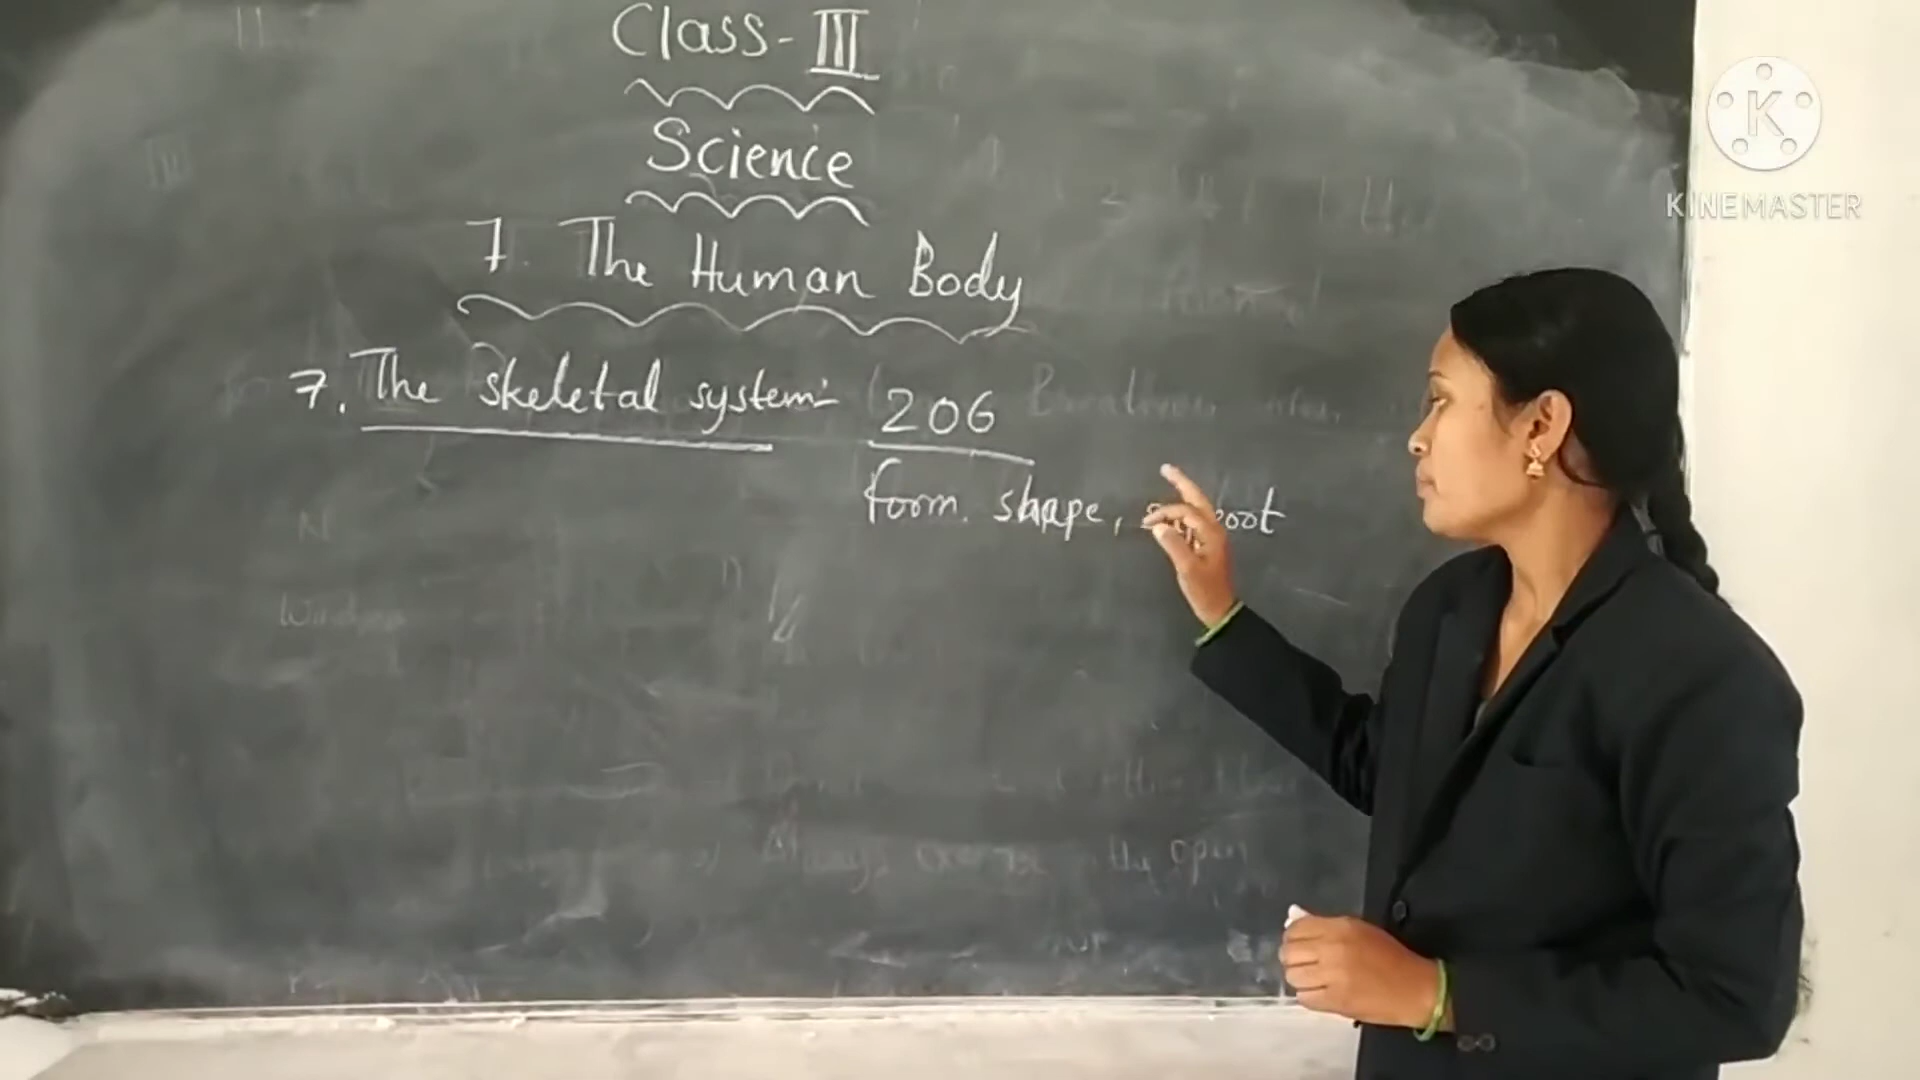 Class - III
Science
7. The Human Body
7. The skeletal system:- 206
form. shape, support
K
KINEMASTER